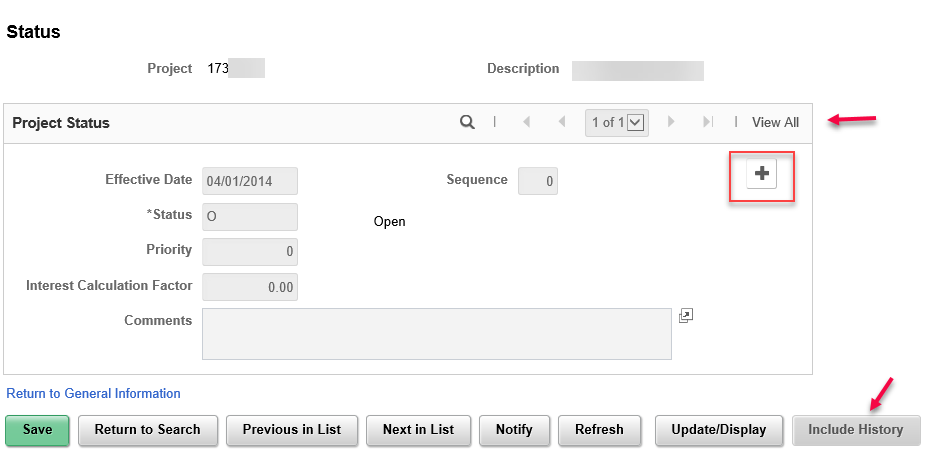 Status
Project 173 Description
Project Status 1 of 1 View All
Effective Date 04/01/2014 Sequence 0
*Status O Open
Priority 0
Interest Calculation Factor 0.00
Comments
Return to General Information
Save Return to Search Previous in List Next in List Notify Refresh Update/Display Include History